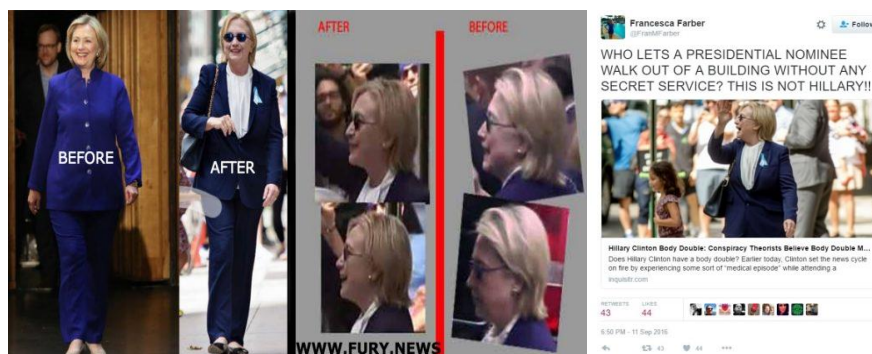 BEFORE
AFTER
AFTER
BEFORE
WWW.FURY.NEWS
Francesca Farber
@FranMFarber
Follow
WHO LETS A PRESIDENTIAL NOMINEE
WALK OUT OF A BUILDING WITHOUT ANY
SECRET SERVICE? THIS IS NOT HILLARY!!
Hillary Clinton Body Double: Conspiracy Theorists Believe Body Double M...
Does Hillary Clinton have a body double? Earlier today, Clinton set the news cycle
on fire by experiencing some sort of "medical episode" while attending a
inquisitr.com
RETWEETS
LIKES
43
44
6:50 PM - 11 Sep 2016
43
44